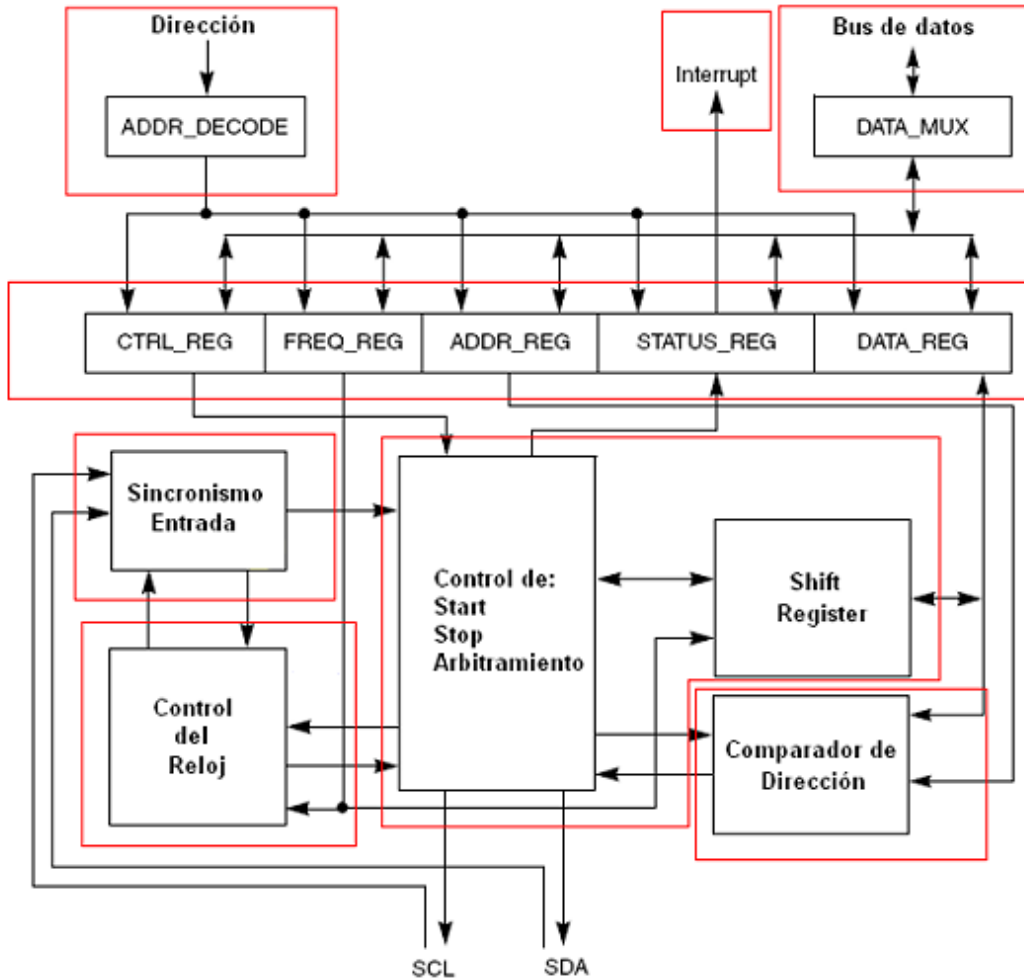 Dirección
Bus de datos
Interrupt
ADDR_DECODE
DATA_MUX
CTRL_REG
FREQ_REG
ADDR_REG
STATUS_REG
DATA_REG
Sincronismo
Entrada
Control de:
Start
Stop
Arbitramiento
Shift
Register
Control
del
Reloj
Comparador de
Dirección
SCL
SDA